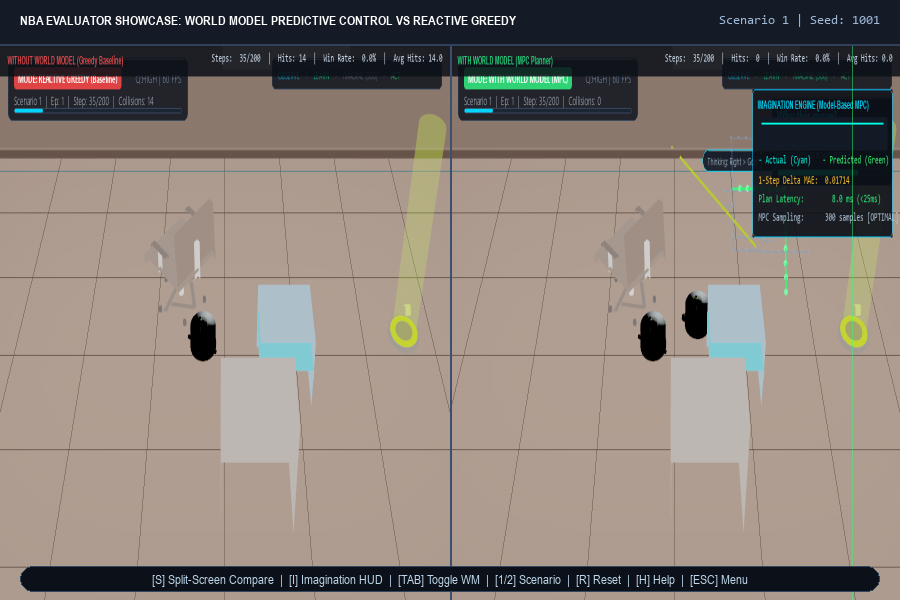 NBA EVALUATOR SHOWCASE: WORLD MODEL PREDICTIVE CONTROL VS REACTIVE GREEDY
Scenario 1 | Seed: 1001
WITHOUT WORLD MODEL (Greedy Baseline)
Steps: 35/200 | Hits: 14 | Win Rate: 0.0% | Avg Hits: 14.0
MODE: REACTIVE GREEDY (Baseline)
Q:HIGH | 60 FPS
Scenario 1 | Ep: 1 | Step: 35/200 | Collisions: 14
WITH WORLD MODEL (MPC Planner)
Steps: 35/200 | Hits: 0 | Win Rate: 0.0% | Avg Hits: 0.0
MODE: WITH WORLD MODEL (MPC)
Q:HIGH | 60 FPS
Scenario 1 | Ep: 1 | Step: 35/200 | Collisions: 0
IMAGINATION ENGINE (Model-Based MPC)
Thinking: Right > Go
- Actual (Cyan) - Predicted (Green)
1-Step Delta MAE: 0.01714
Plan Latency: 8.0 ms (<25ms)
MPC Sampling: 300 samples [OPTIMA
[S] Split-Screen Compare | [I] Imagination HUD | [TAB] Toggle WM | [1/2] Scenario | [R] Reset | [H] Help | [ESC] Menu